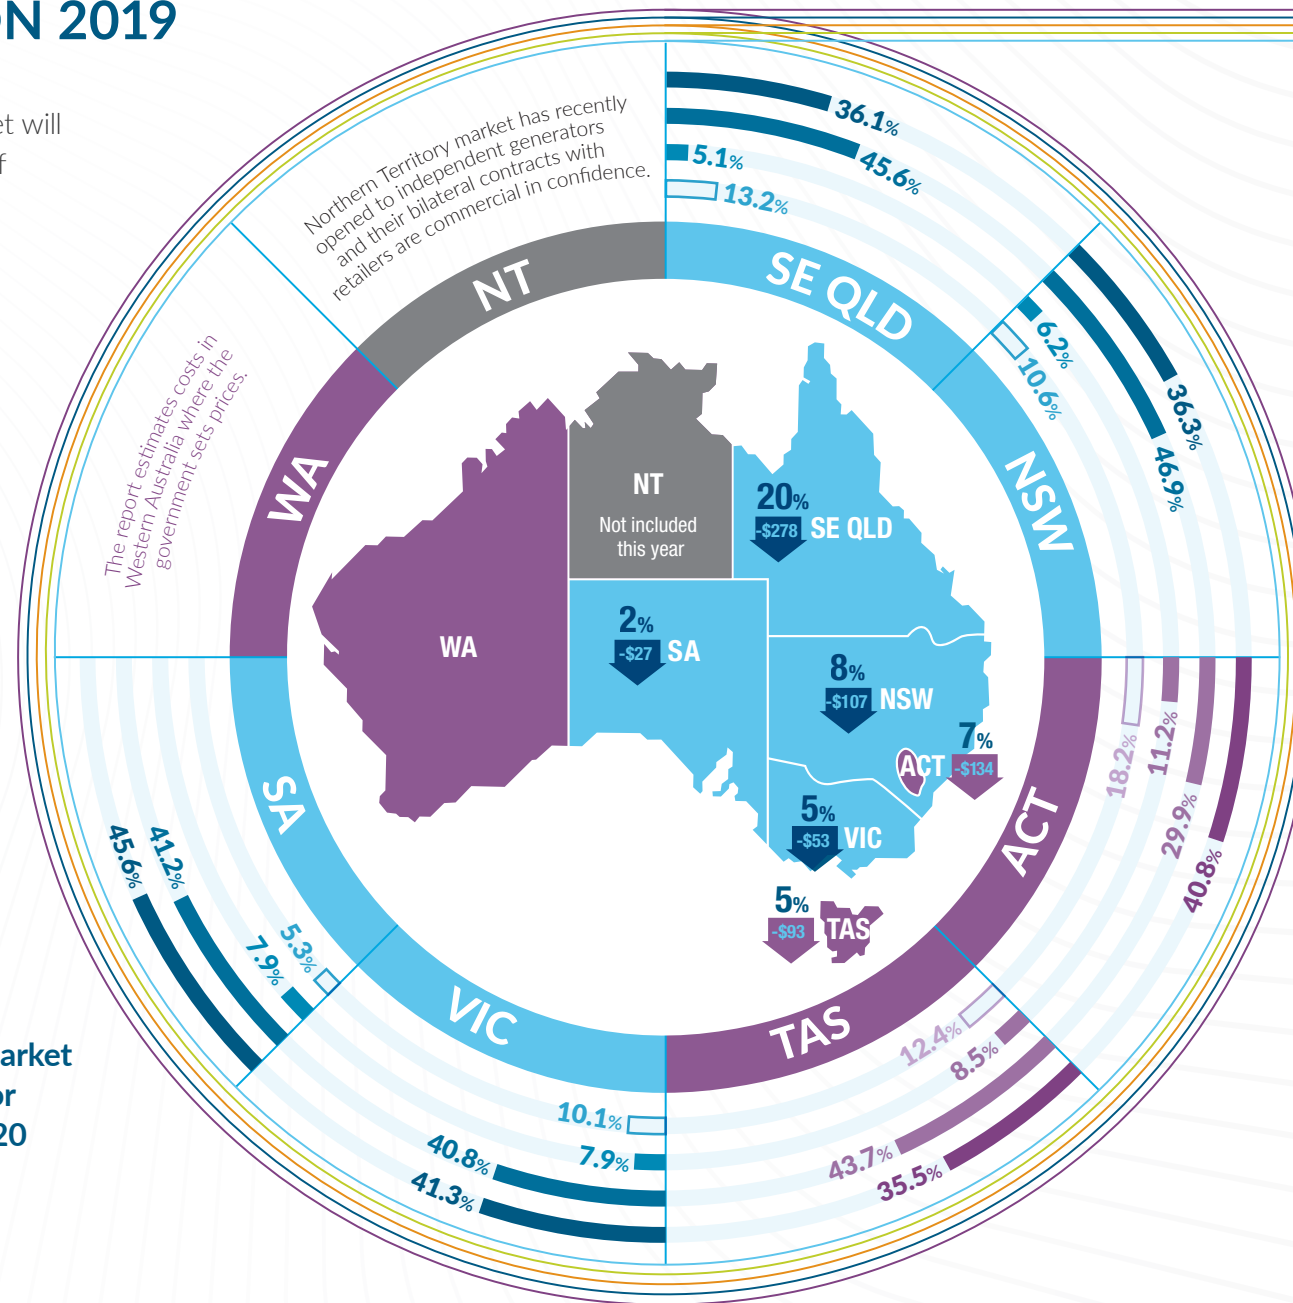 ON 2019
et will
f
Northern Territory market has recently
opened to independent generators
and their bilateral contracts with
retailers are commercial in confidence.
36.1%
45.6%
5.1%
13.2%
SE QLD
NT
6.2%
10.6%
36.3%
46.9%
NSW
The report estimates costs in
Western Australia where the
government sets prices.
WA
NT
Not included
this year
20%
-$278
SE QLD
WA
2%
-$27
SA
8%
-$107
NSW
7%
ACT
-$134
5%
-$53
VIC
5%
-$93
TAS
18.2%
11.2%
29.9%
40.8%
ACT
SA
45.6%
41.2%
7.9%
5.3%
VIC
TAS
12.4%
8.5%
43.7%
35.5%
10.1%
7.9%
40.8%
41.3%
arket
or
20